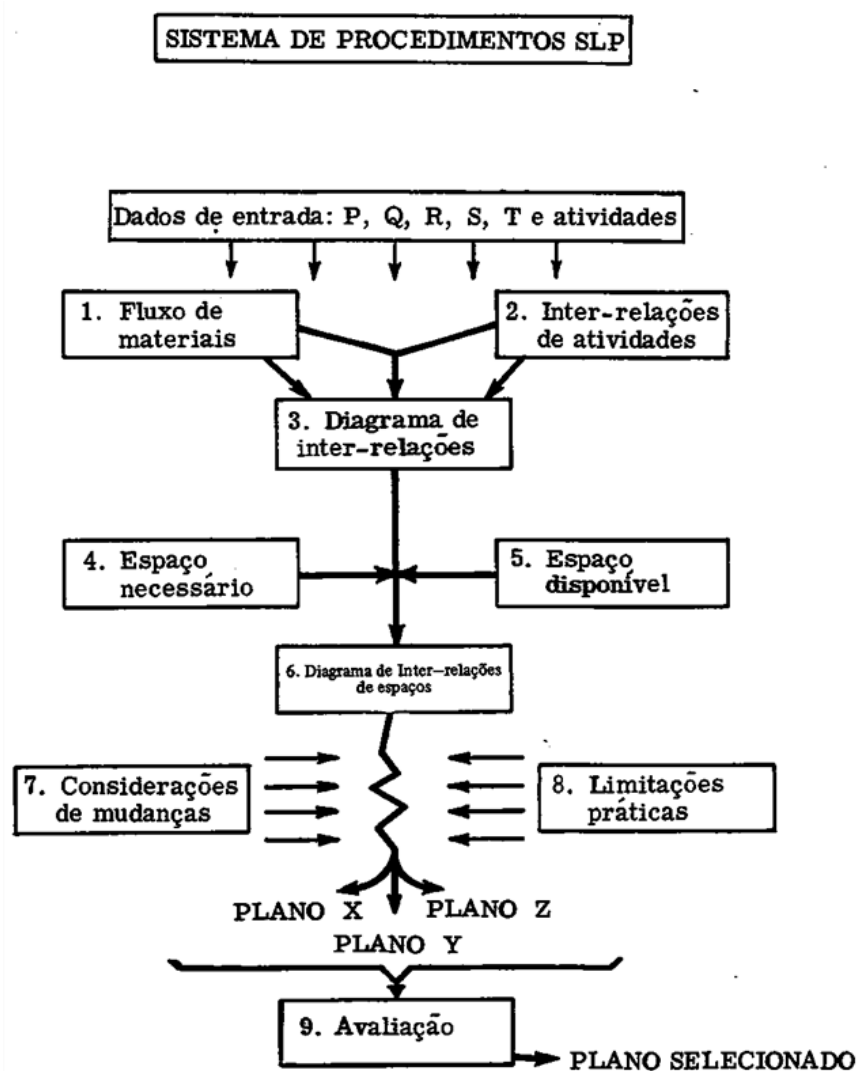 SISTEMA DE PROCEDIMENTOS SLP
Dados de entrada: P, Q, R, S, T e atividades
1. Fluxo de
materiais
2. Inter-relações
de atividades
3. Diagrama de
inter-relações
4. Espaço
necessário
5. Espaço
disponível
6. Diagrama de Inter-relações
de espaços
7. Considerações
de mudanças
8. Limitações
práticas
PLANO X
PLANO Z
PLANO Y
9. Avaliação
PLANO SELECIONADO